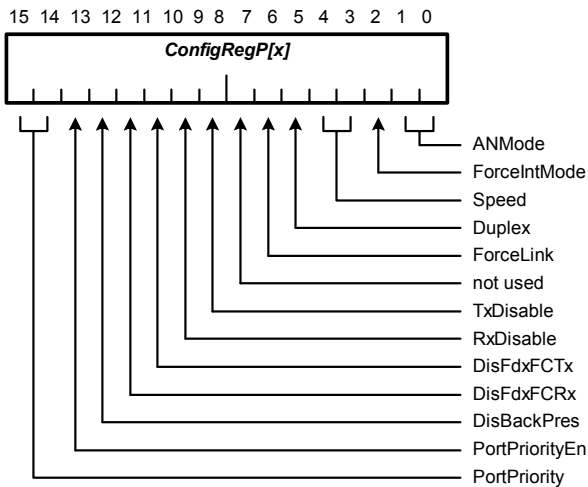 15 14 13 12 11 10 9 8 7 6 5 4 3 2 1 0
ConfigRegP[x]
ANMode
ForceIntMode
Speed
Duplex
ForceLink
not used
TxDisable
RxDisable
DisFdxFCTx
DisFdxFCRx
DisBackPres
PortPriorityEn
PortPriority